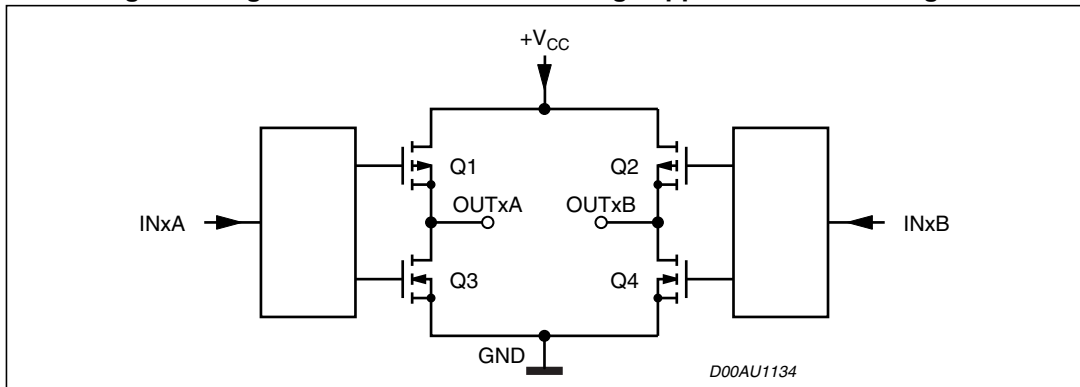 +VCC
Q1
Q2
OUTxA
OUTxB
INxA
INxB
Q3
Q4
GND
D00AU1134